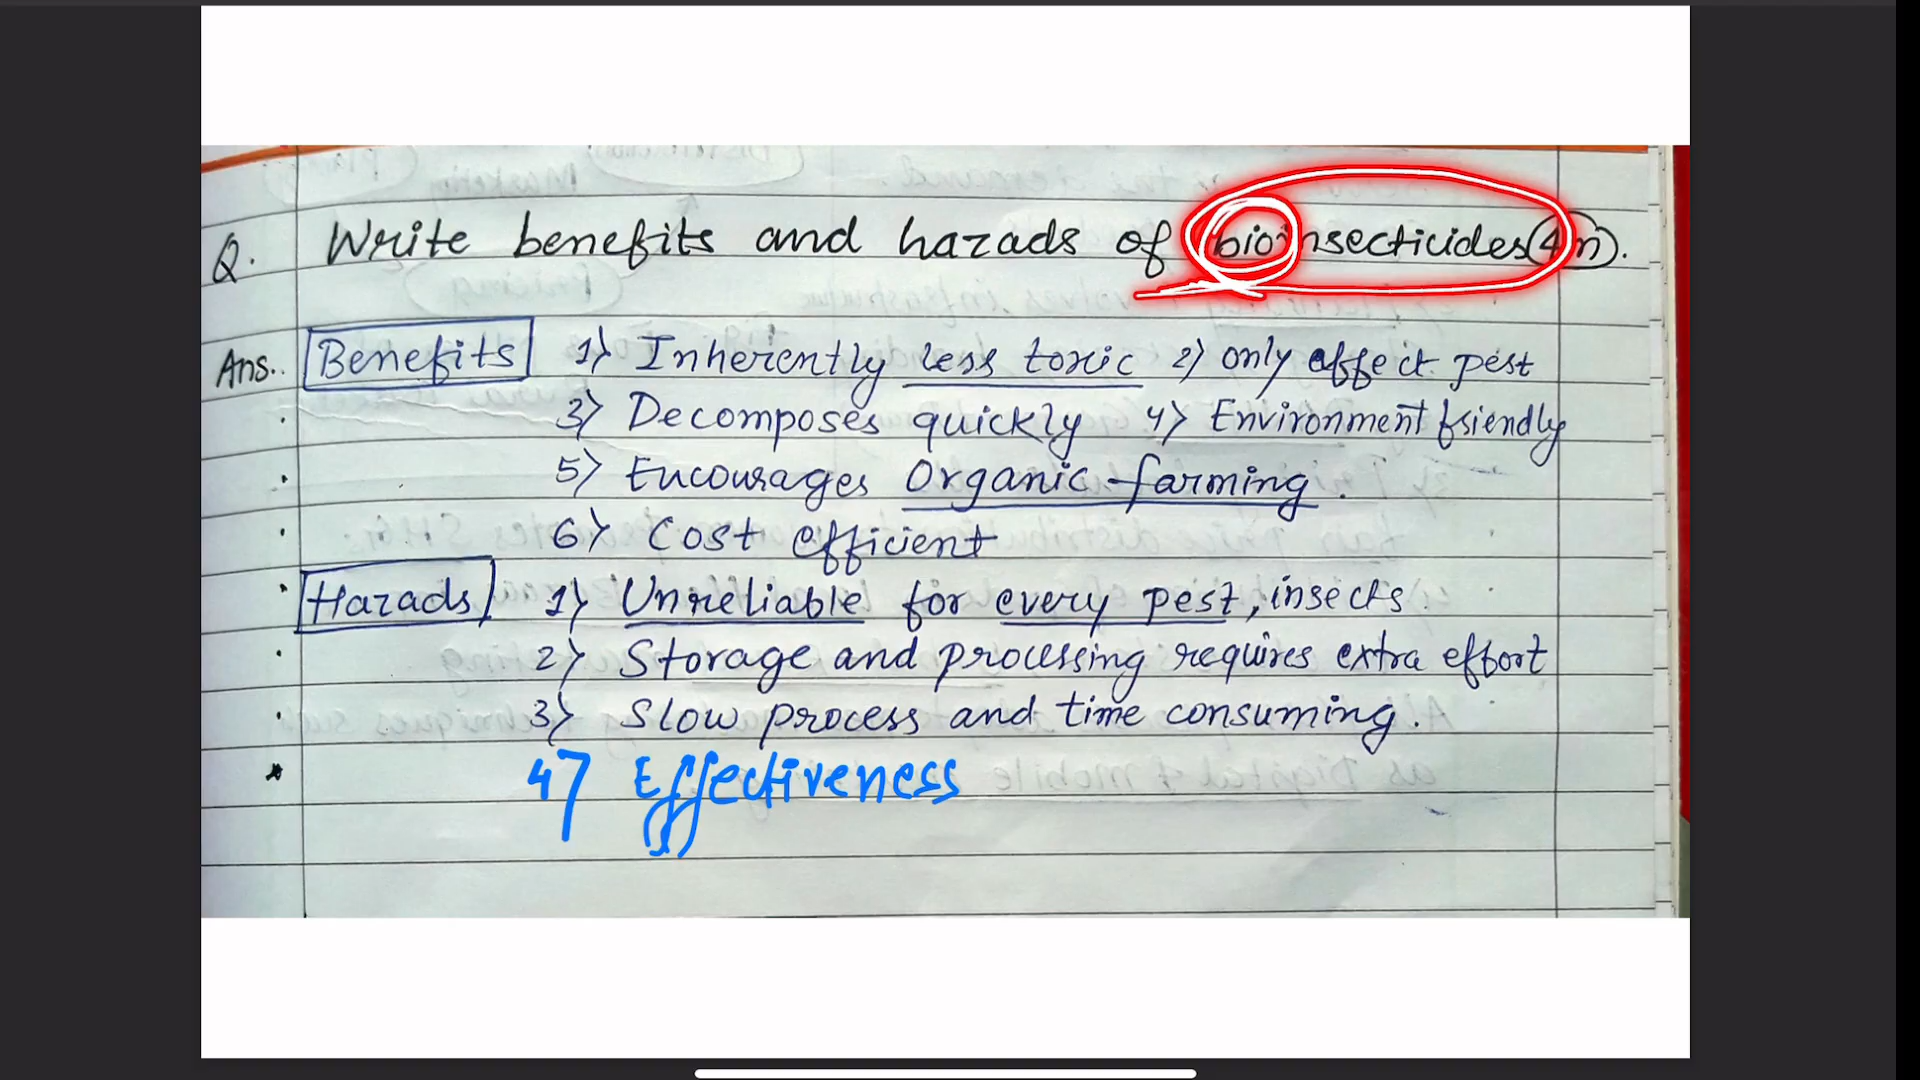 Q. Write benefits and hazads of bioinsecticides (4m).
Ans. Benefits 1) Inherently less toxic 2) only effect pest
3) Decomposes quickly 4) Environment friendly
5) Encourages Organic farming.
6) Cost efficient
Hazads 1) Unreliable for every pest, insects.
2) Storage and processing requires extra effort
3) Slow process and time consuming.
4) Effectiveness